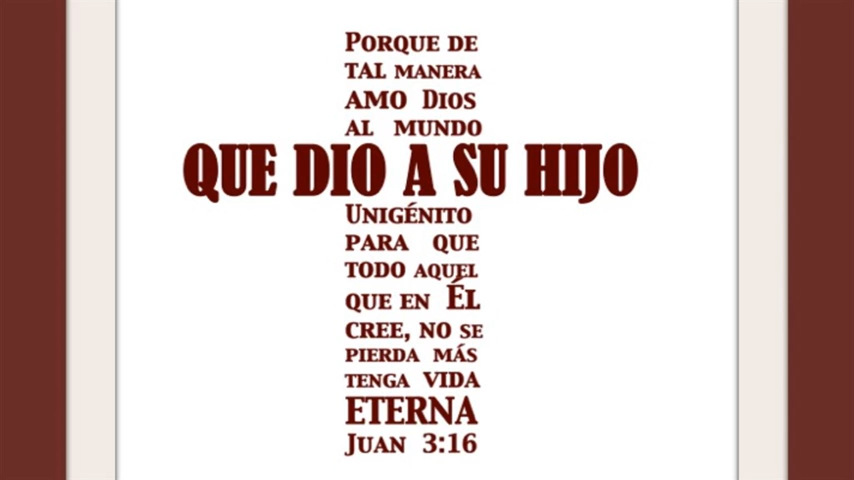 PORQUE DE
TAL MANERA
AMO DIOS
AL MUNDO
QUE DIO A SU HIJO
UNIGÉNITO
PARA QUE
TODO AQUEL
QUE EN ÉL
CREE, NO SE
PIERDA MÁS
TENGA VIDA
ETERNA
JUAN 3:16